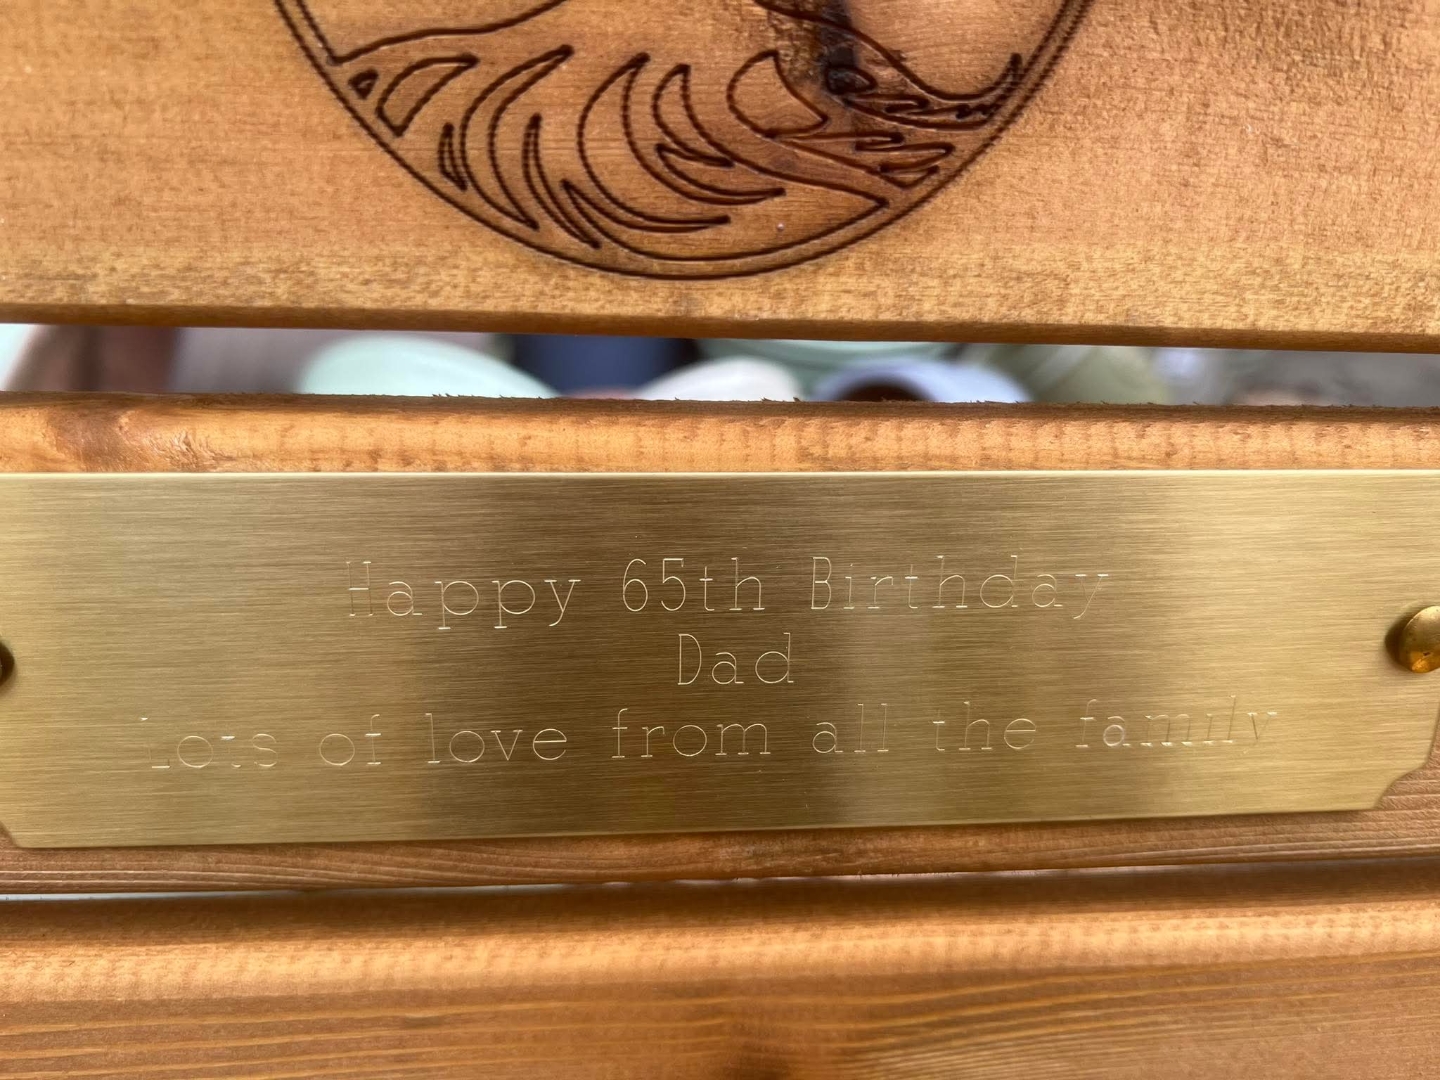 Happy 65th Birthday
Dad
Lots of love from all the family